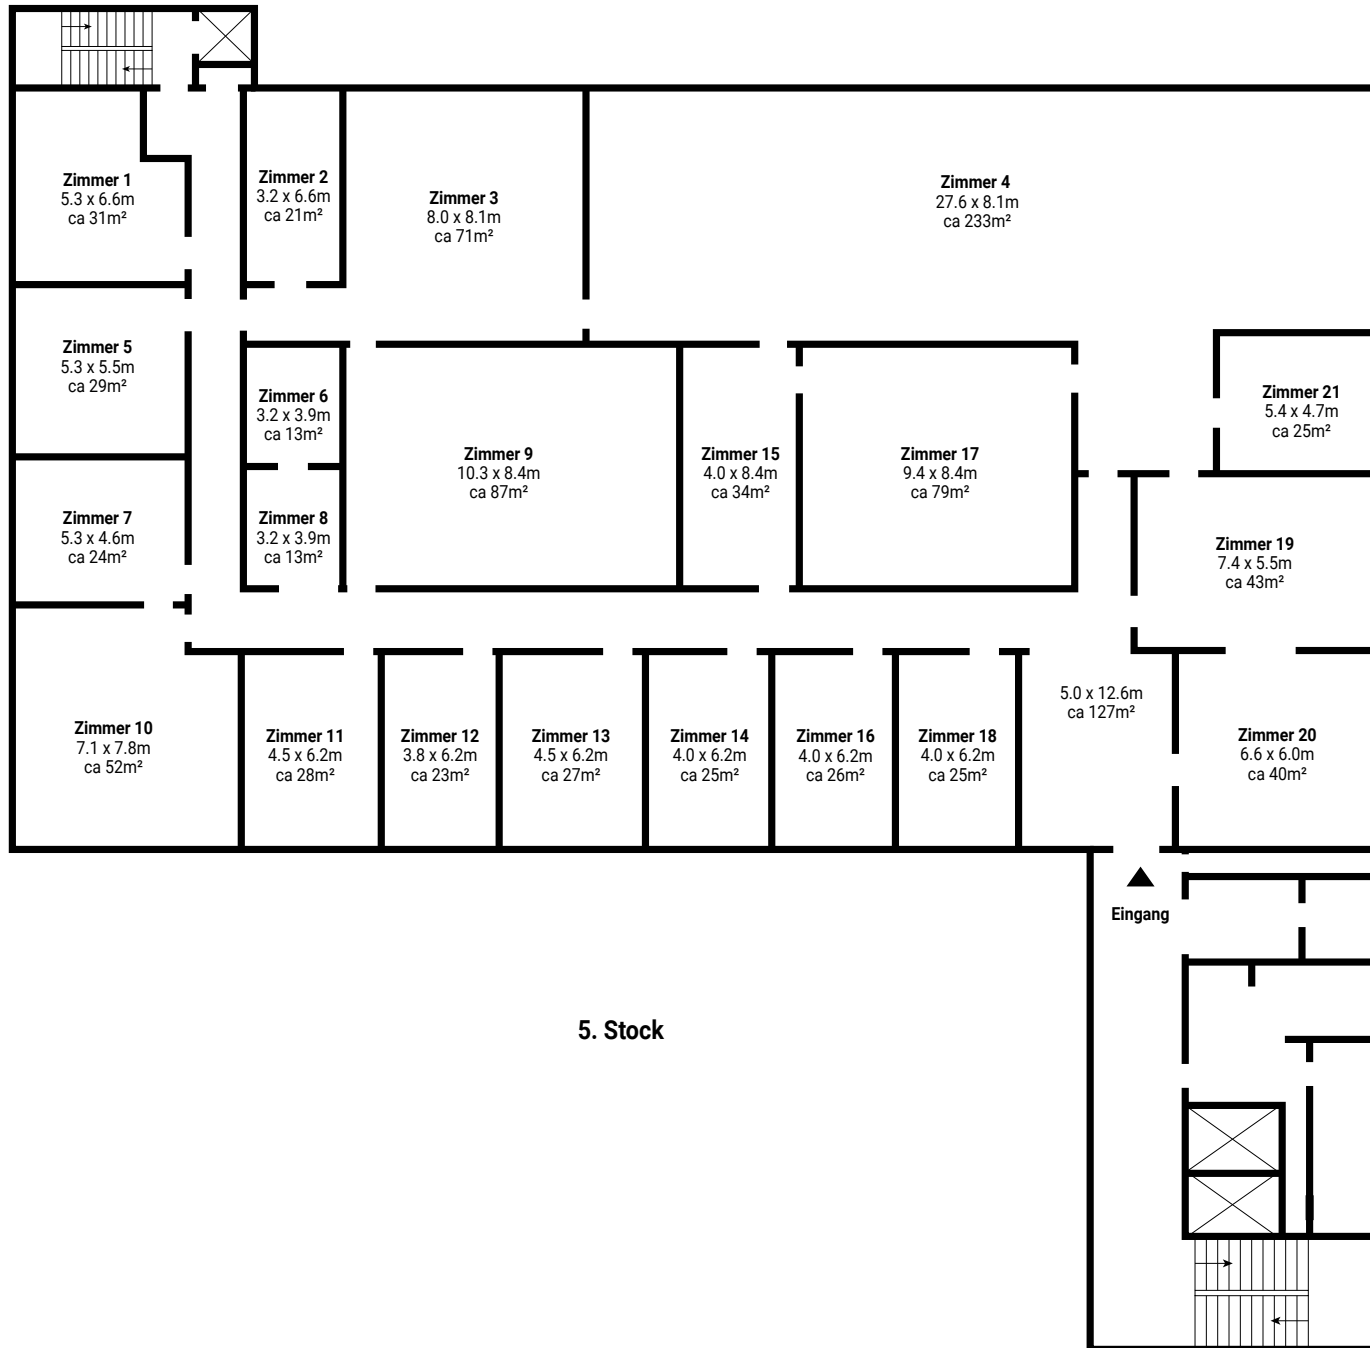 Zimmer 1
5.3 x 6.6m
ca 31m²
Zimmer 2
3.2 x 6.6m
ca 21m²
Zimmer 3
8.0 x 8.1m
ca 71m²
Zimmer 4
27.6 x 8.1m
ca 233m²
Zimmer 5
5.3 x 5.5m
ca 29m²
Zimmer 6
3.2 x 3.9m
ca 13m²
Zimmer 21
5.4 x 4.7m
ca 25m²
Zimmer 9
10.3 x 8.4m
ca 87m²
Zimmer 15
4.0 x 8.4m
ca 34m²
Zimmer 17
9.4 x 8.4m
ca 79m²
Zimmer 7
5.3 x 4.6m
ca 24m²
Zimmer 8
3.2 x 3.9m
ca 13m²
Zimmer 19
7.4 x 5.5m
ca 43m²
5.0 x 12.6m
ca 127m²
Zimmer 10
7.1 x 7.8m
ca 52m²
Zimmer 11
4.5 x 6.2m
ca 28m²
Zimmer 12
3.8 x 6.2m
ca 23m²
Zimmer 13
4.5 x 6.2m
ca 27m²
Zimmer 14
4.0 x 6.2m
ca 25m²
Zimmer 16
4.0 x 6.2m
ca 26m²
Zimmer 18
4.0 x 6.2m
ca 25m²
Zimmer 20
6.6 x 6.0m
ca 40m²
Eingang
5. Stock